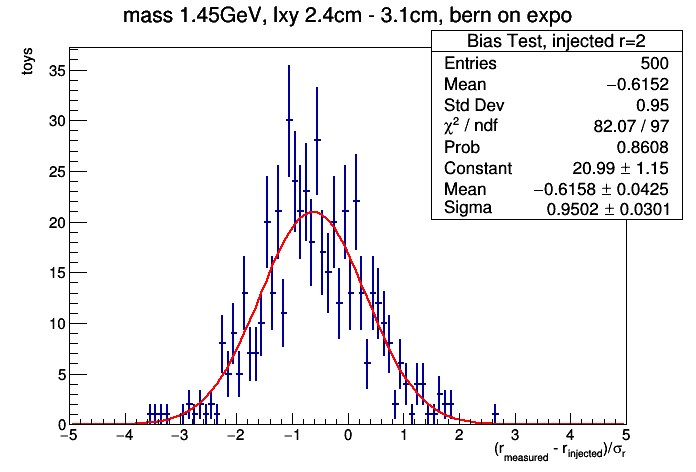 mass 1.45GeV, lxy 2.4cm - 3.1cm, bern on expo
Bias Test, injected r=2
Entries 500
Mean −0.6152
Std Dev 0.95
χ² / ndf 82.07 / 97
Prob 0.8608
Constant 20.99 ± 1.15
Mean −0.6158 ± 0.0425
Sigma 0.9502 ± 0.0301
toys
35
30
25
20
15
10
5
0
−5 −4 −3 −2 −1 0 1 2 3 4 5
(r_measured - r_injected)/σ_r